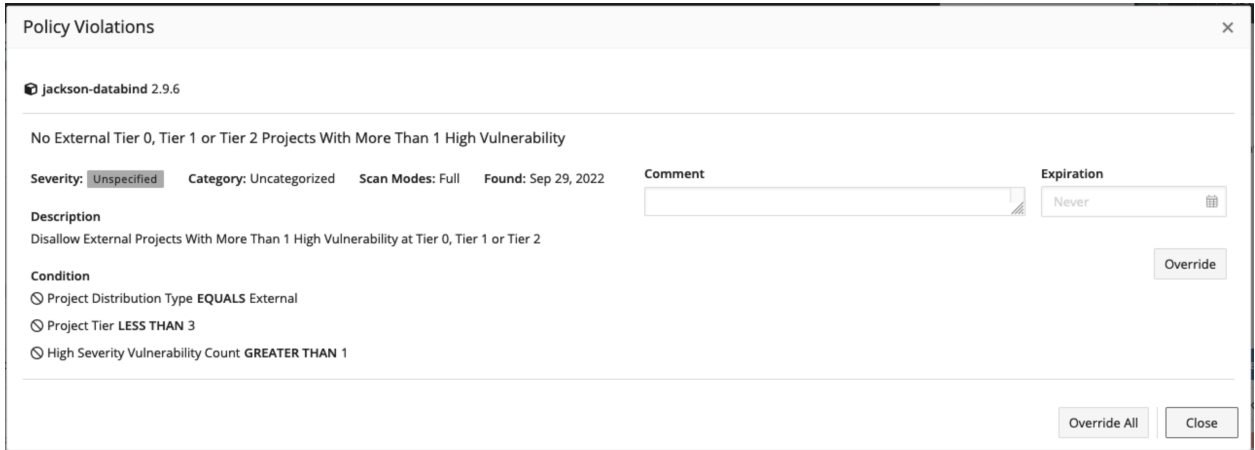 Policy Violations
jackson-databind 2.9.6
No External Tier 0, Tier 1 or Tier 2 Projects With More Than 1 High Vulnerability
Severity: Unspecified Category: Uncategorized Scan Modes: Full Found: Sep 29, 2022
Comment
Expiration
Never
Description
Disallow External Projects With More Than 1 High Vulnerability at Tier 0, Tier 1 or Tier 2
Override
Condition
Project Distribution Type EQUALS External
Project Tier LESS THAN 3
High Severity Vulnerability Count GREATER THAN 1
Override All
Close